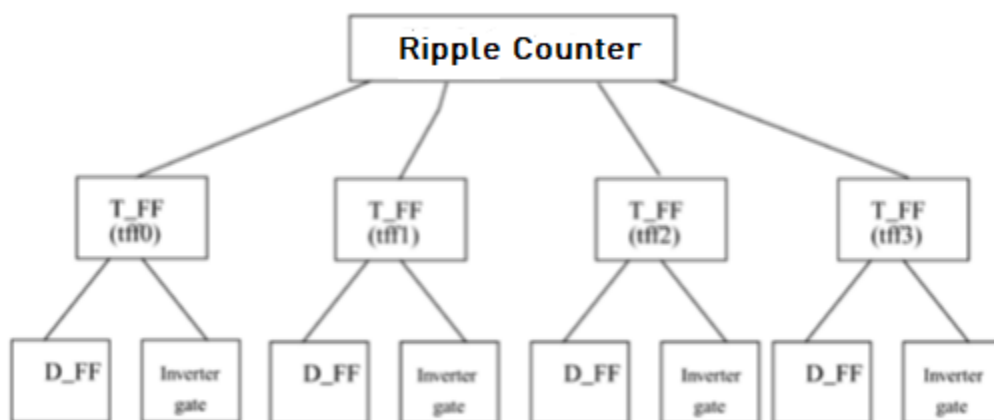 Ripple Counter
T_FF
(tff0)
T_FF
(tff1)
T_FF
(tff2)
T_FF
(tff3)
D_FF
Inverter
gate
D_FF
Inverter
gate
D_FF
Inverter
gate
D_FF
Inverter
gate